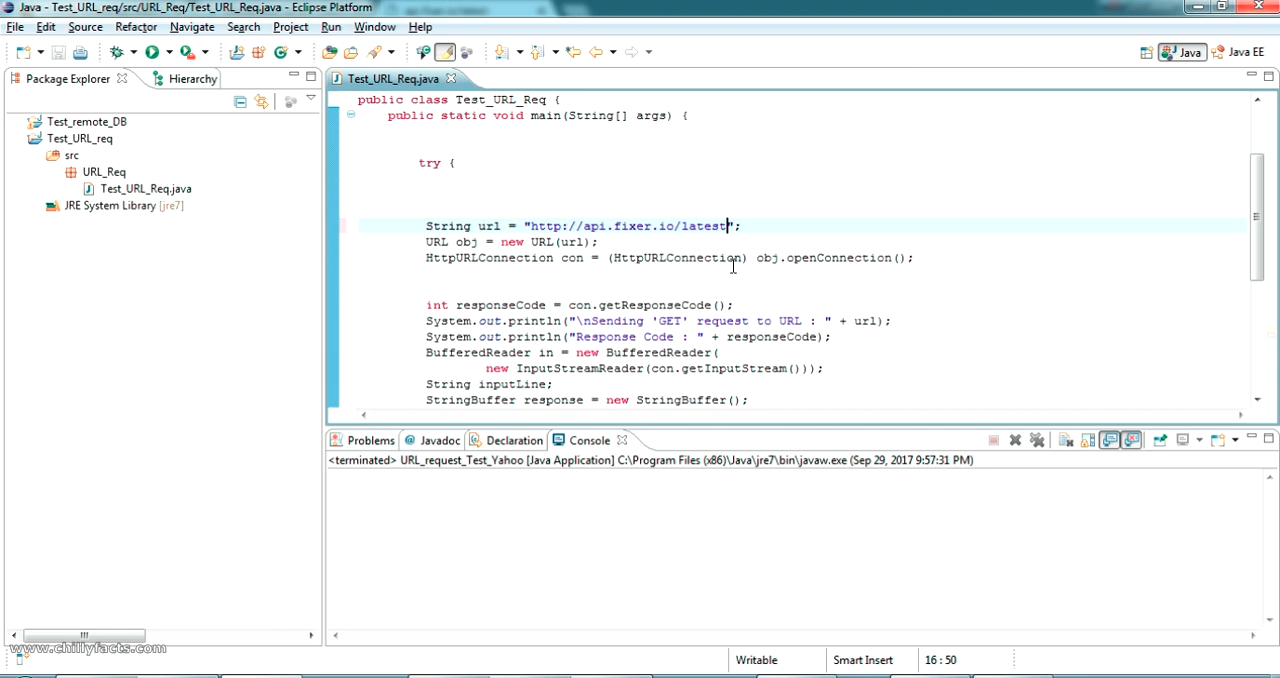 Java - Test_URL_req/src/URL_Req/Test_URL_Req.java - Eclipse Platform
File Edit Source Refactor Navigate Search Project Run Window Help
Java Java EE
Package Explorer Hierarchy
Test_URL_Req.java
Test_remote_DB
Test_URL_req
src
URL_Req
Test_URL_Req.java
JRE System Library [jre7]
public class Test_URL_Req {
public static void main(String[] args) {
try {
String url = "http://api.fixer.io/latest";
URL obj = new URL(url);
HttpURLConnection con = (HttpURLConnection) obj.openConnection();
int responseCode = con.getResponseCode();
System.out.println("\nSending 'GET' request to URL : " + url);
System.out.println("Response Code : " + responseCode);
BufferedReader in = new BufferedReader(
new InputStreamReader(con.getInputStream()));
String inputLine;
StringBuffer response = new StringBuffer();
Problems @ Javadoc Declaration Console
<terminated> URL_request_Test_Yahoo [Java Application] C:\Program Files (x86)\Java\jre7\bin\javaw.exe (Sep 29, 2017 9:57:31 PM)
www.chillyfacts.com
Writable Smart Insert 16 : 50